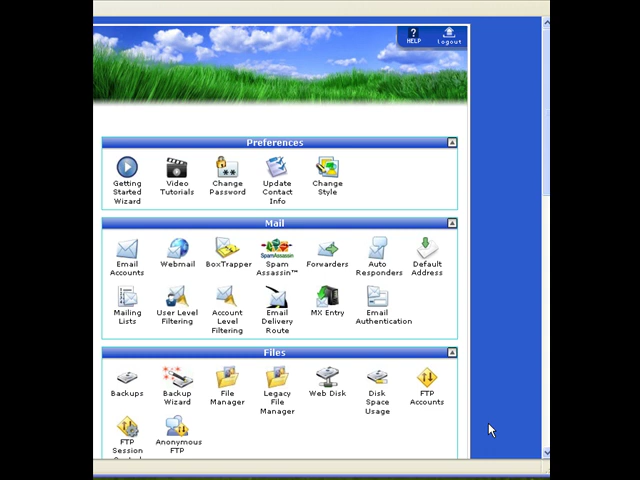 ?
HELP
logout
Preferences
Getting Started Wizard
Video Tutorials
Change Password
Update Contact Info
Change Style
Mail
Email Accounts
Webmail
BoxTrapper
SpamAssassin
Spam Assassin™
Forwarders
Auto Responders
Default Address
Mailing Lists
User Level Filtering
Account Level Filtering
Email Delivery Route
MX Entry
Email Authentication
Files
Backups
Backup Wizard
File Manager
Legacy File Manager
Web Disk
Disk Space Usage
FTP Accounts
FTP Session
Anonymous FTP